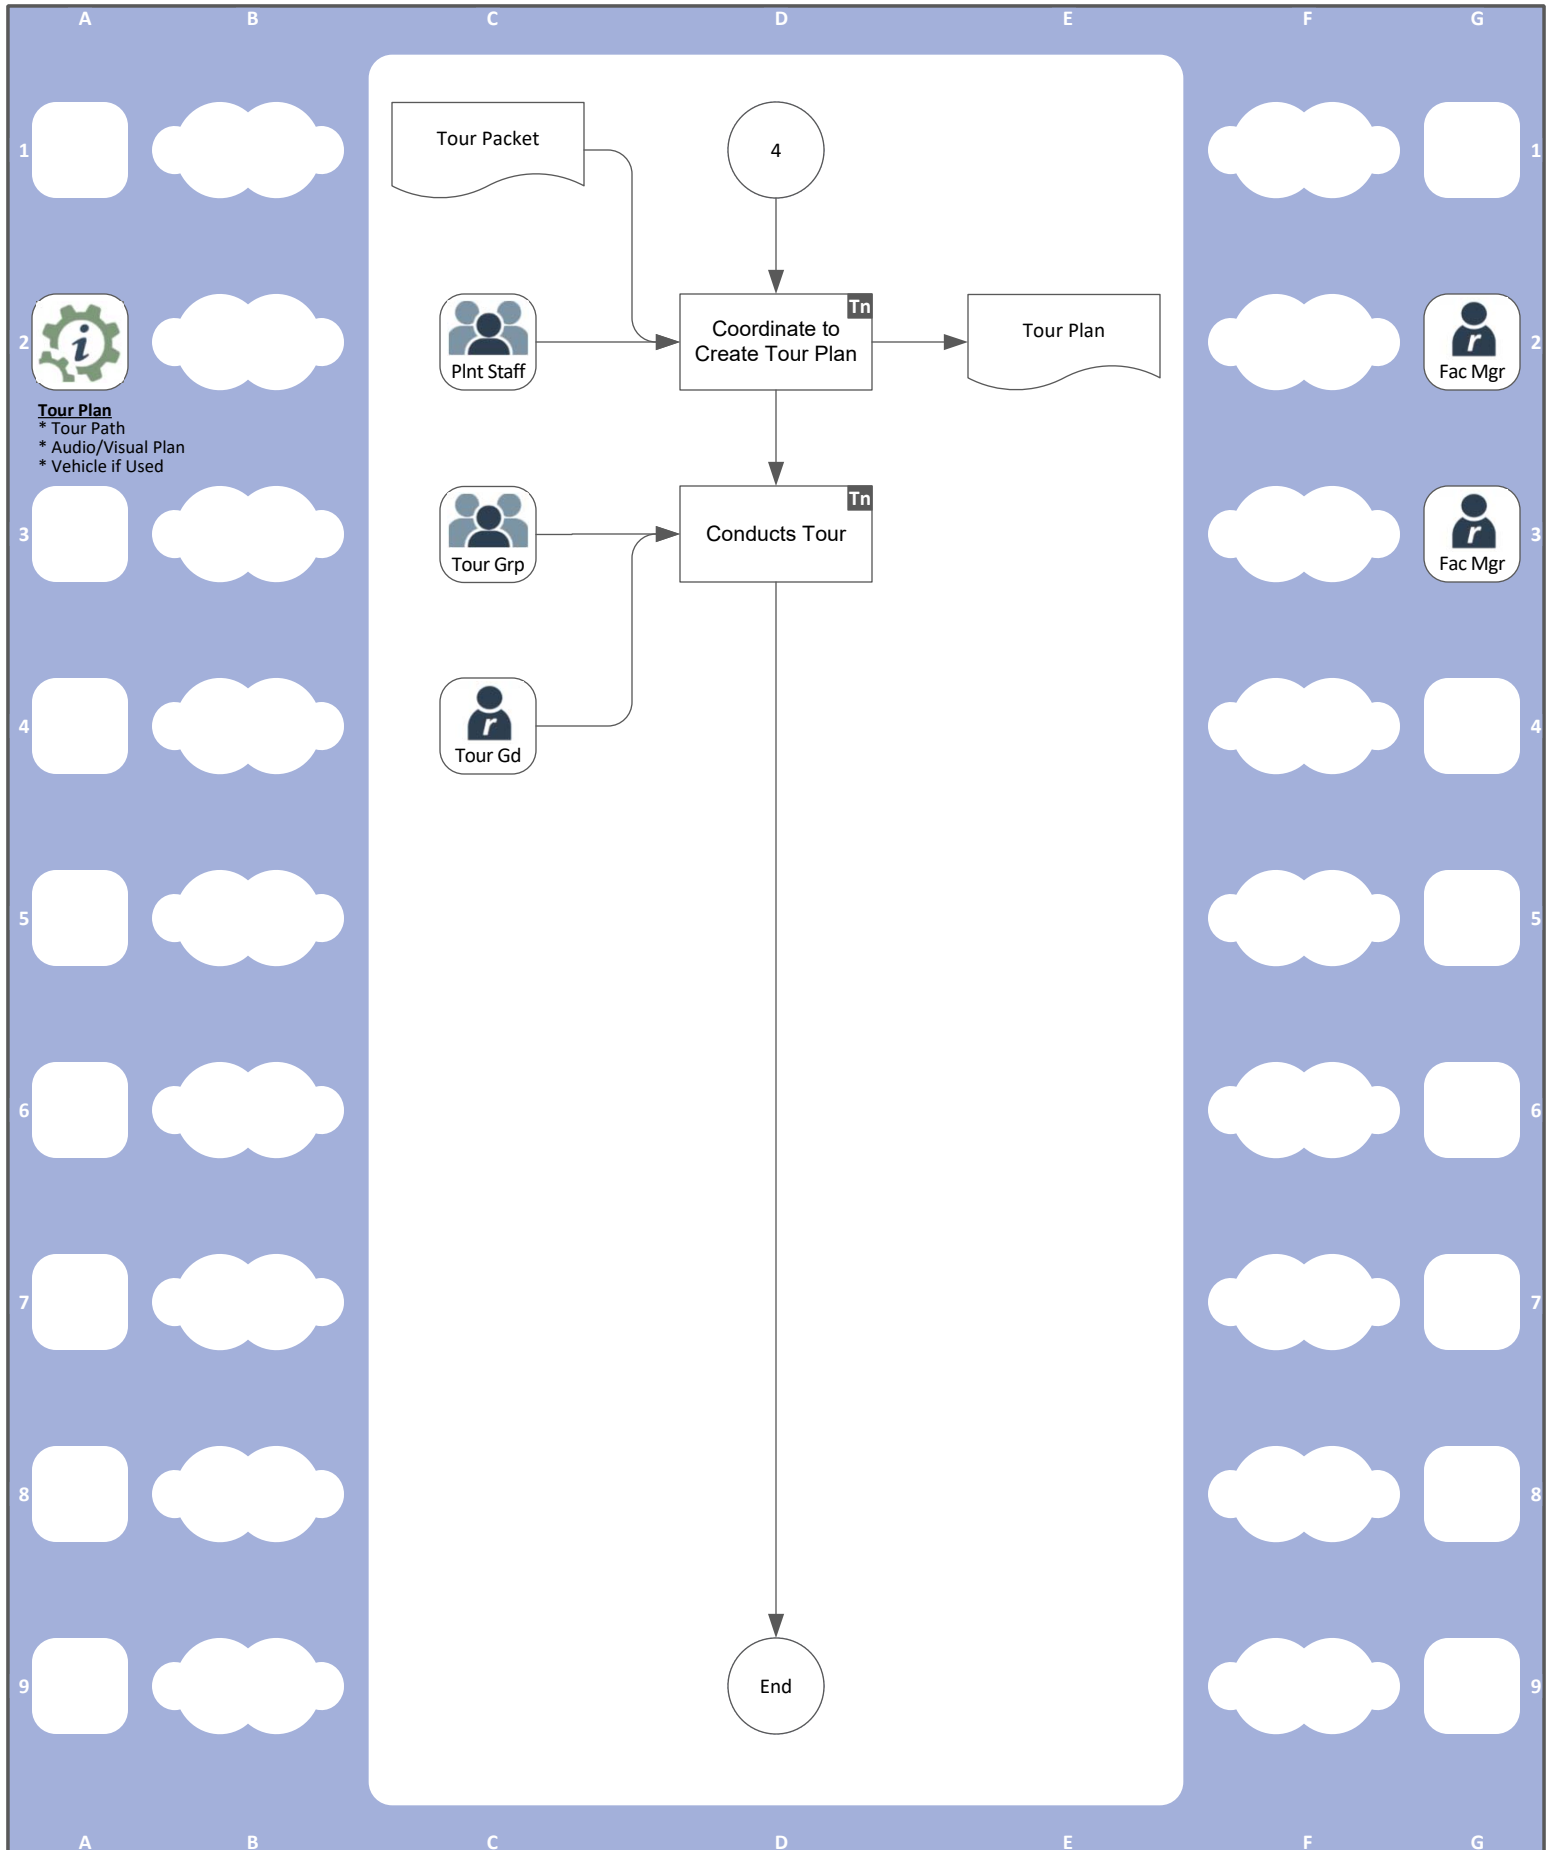 A B C D E F G
1 Tour Packet 4 1
Tn
2 Coordinate to Tour Plan 2
Create Tour Plan
i
r
Plnt Staff Fac Mgr
Tour Plan
* Tour Path
* Audio/Visual Plan
* Vehicle if Used
Tn
3 Conducts Tour r 3
Tour Grp Fac Mgr
4 r 4
Tour Gd
5 5
6 6
7 7
8 8
9 End 9
A B C D E F G